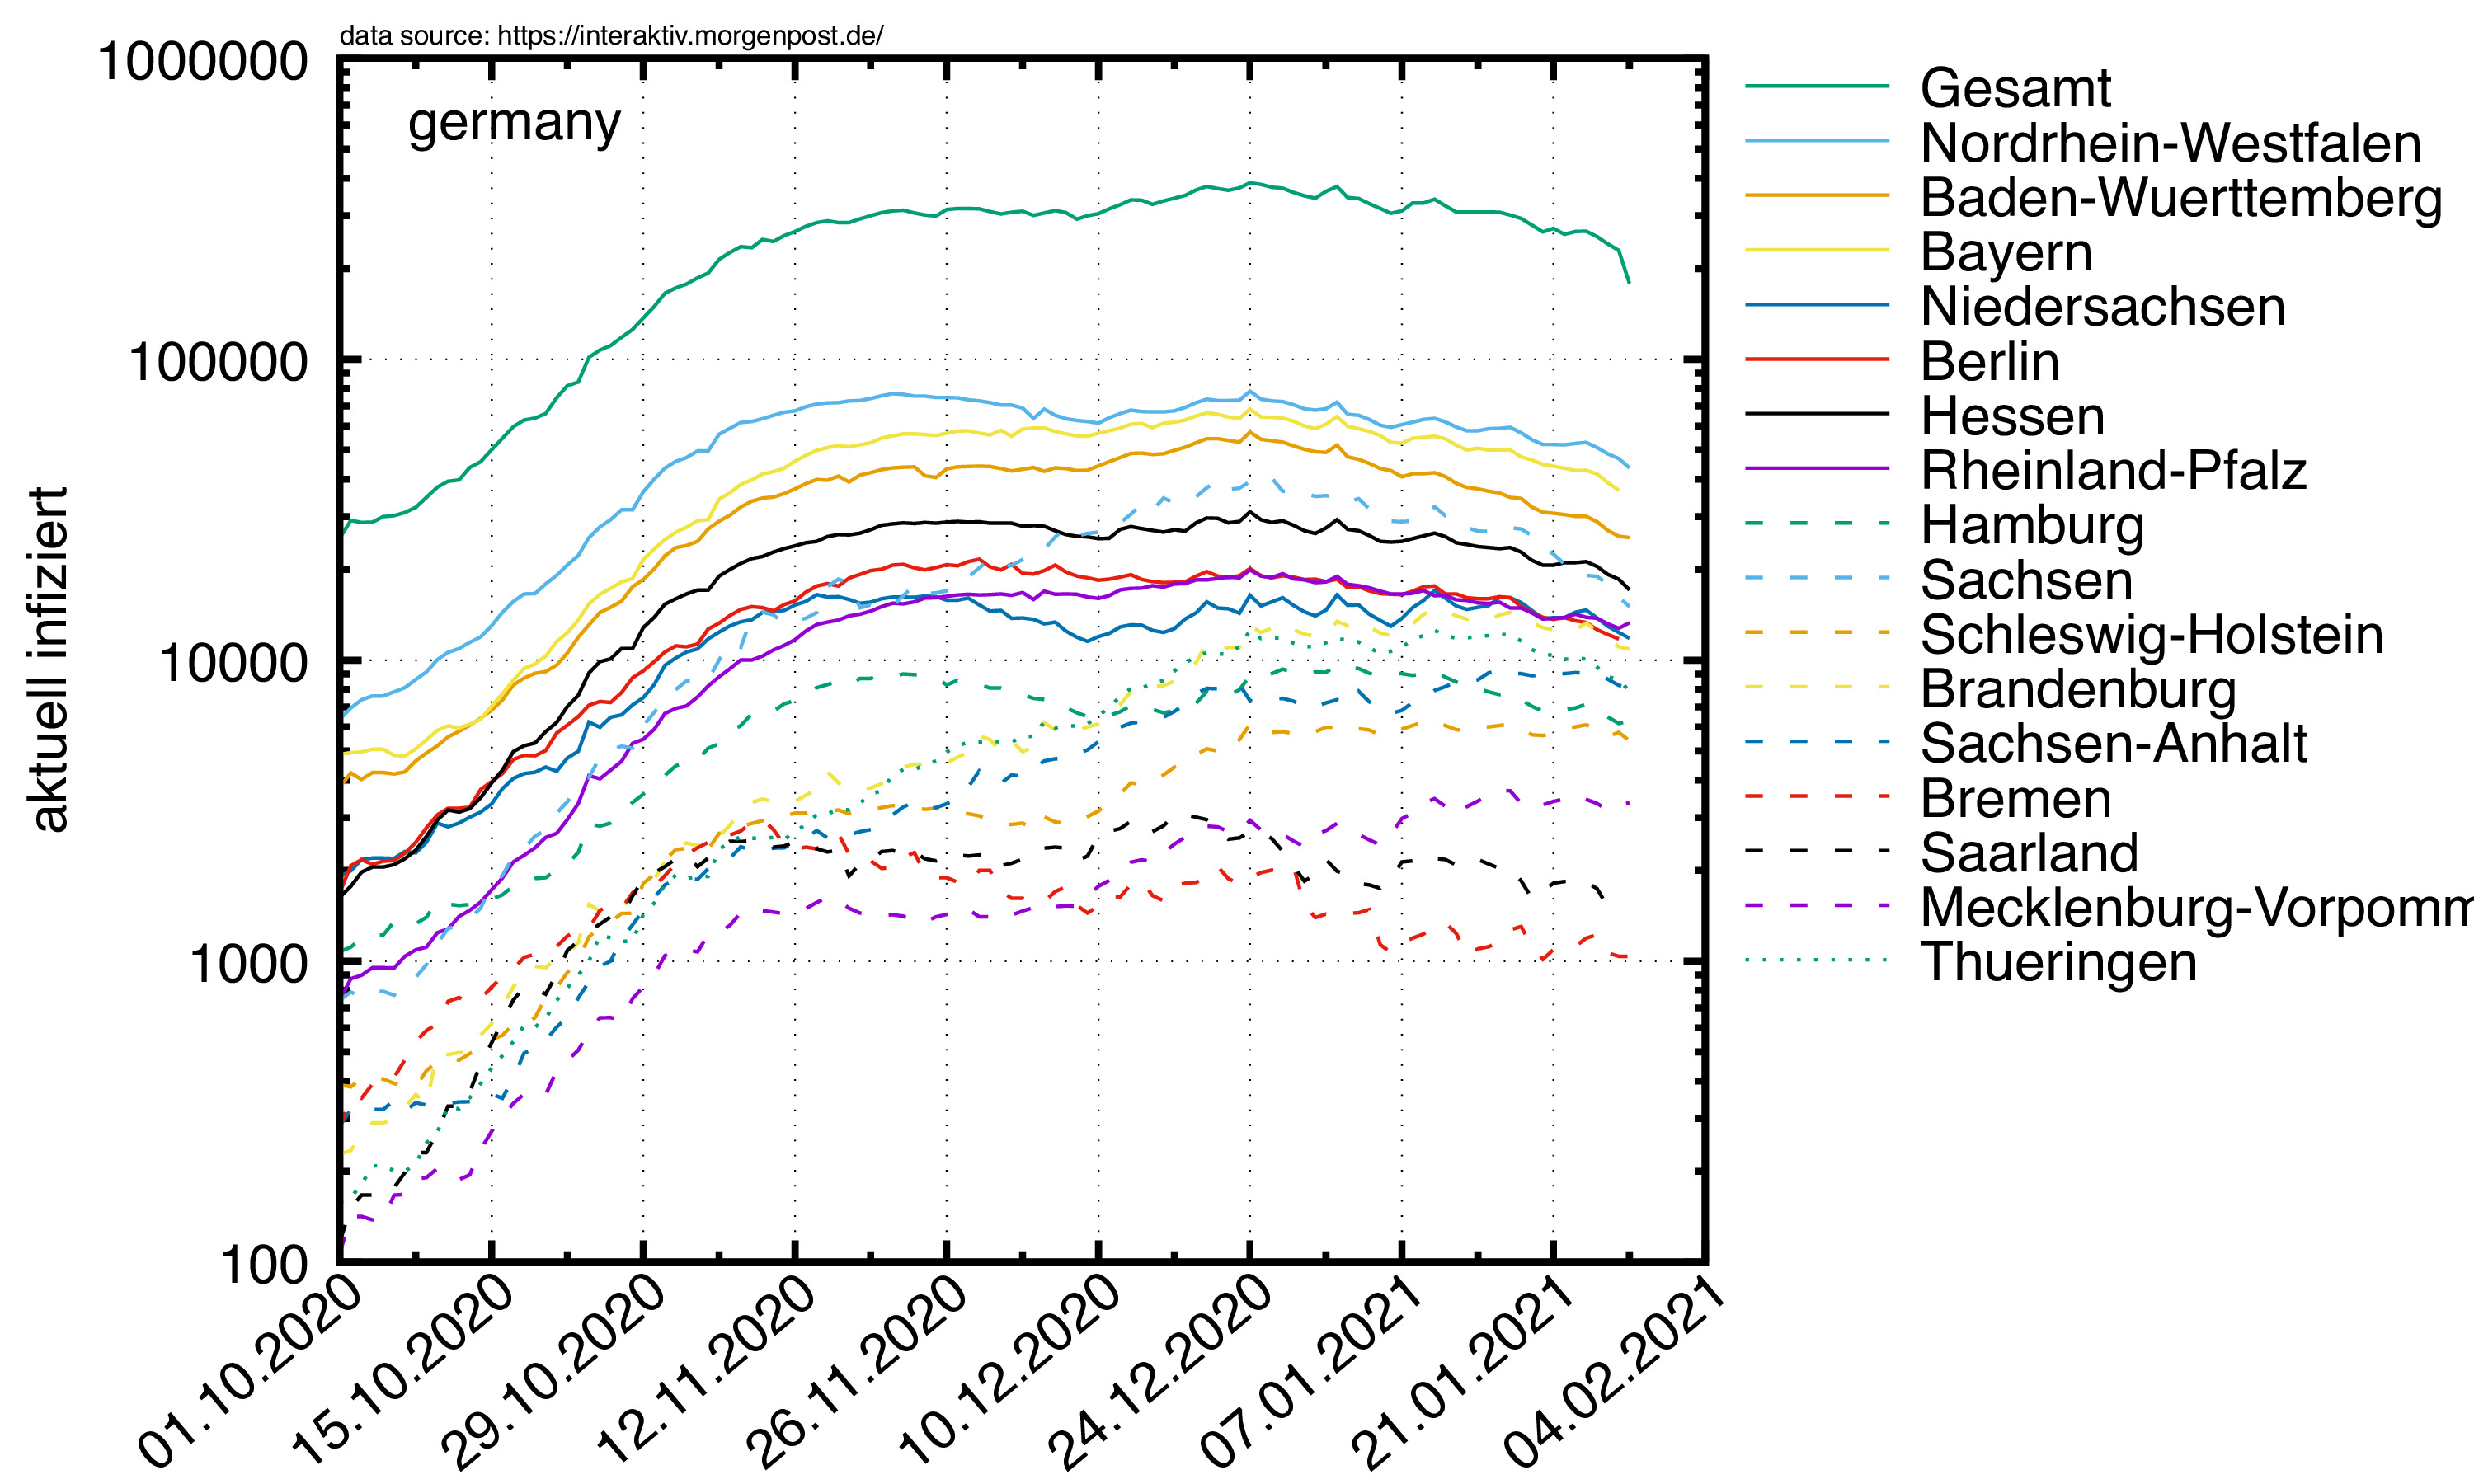 data source: https://interaktiv.morgenpost.de/
1000000
100000
10000
1000
100
aktuell infiziert
germany
Gesamt
Nordrhein-Westfalen
Baden-Wuerttemberg
Bayern
Niedersachsen
Berlin
Hessen
Rheinland-Pfalz
Hamburg
Sachsen
Schleswig-Holstein
Brandenburg
Sachsen-Anhalt
Bremen
Saarland
Mecklenburg-Vorpomm
Thueringen
01.10.2020
15.10.2020
29.10.2020
12.11.2020
26.11.2020
10.12.2020
24.12.2020
07.01.2021
21.01.2021
04.02.2021